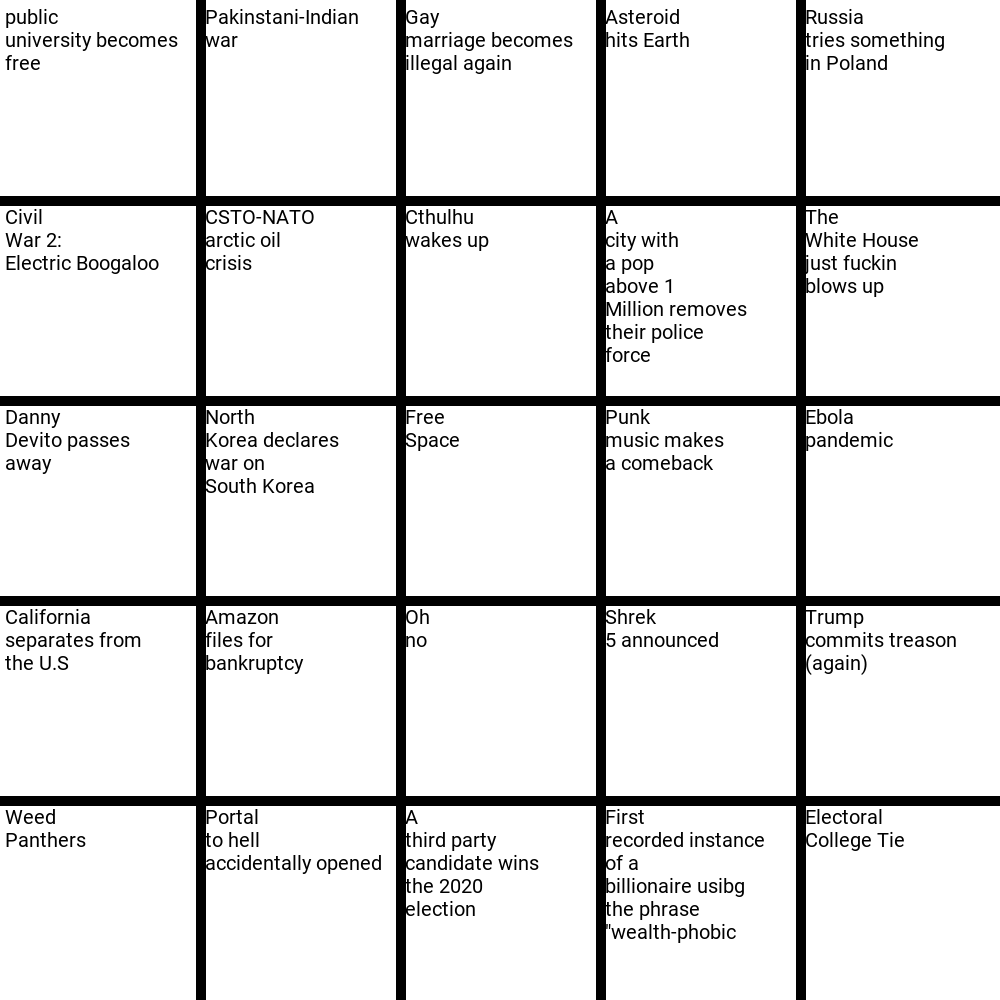 public
university becomes
free
Pakinstani-Indian
war
Gay
marriage becomes
illegal again
Asteroid
hits Earth
Russia
tries something
in Poland
Civil
War 2:
Electric Boogaloo
CSTO-NATO
arctic oil
crisis
Cthulhu
wakes up
A
city with
a pop
above 1
Million removes
their police
force
The
White House
just fuckin
blows up
Danny
Devito passes
away
North
Korea declares
war on
South Korea
Free
Space
Punk
music makes
a comeback
Ebola
pandemic
California
separates from
the U.S
Amazon
files for
bankruptcy
Oh
no
Shrek
5 announced
Trump
commits treason
(again)
Weed
Panthers
Portal
to hell
accidentally opened
A
third party
candidate wins
the 2020
election
First
recorded instance
of a
billionaire usibg
the phrase
"wealth-phobic
Electoral
College Tie